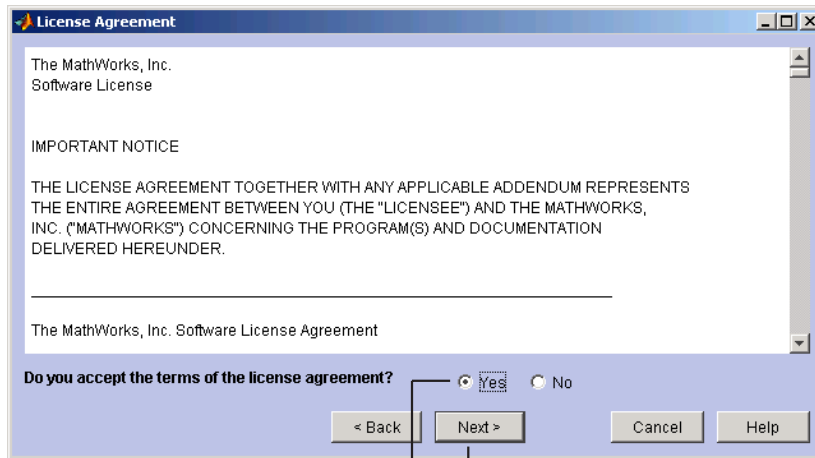 License Agreement
The MathWorks, Inc.
Software License
IMPORTANT NOTICE
THE LICENSE AGREEMENT TOGETHER WITH ANY APPLICABLE ADDENDUM REPRESENTS
THE ENTIRE AGREEMENT BETWEEN YOU (THE "LICENSEE") AND THE MATHWORKS,
INC. ("MATHWORKS") CONCERNING THE PROGRAM(S) AND DOCUMENTATION
DELIVERED HEREUNDER.
The MathWorks, Inc. Software License Agreement
Do you accept the terms of the license agreement? Yes No
< Back Next > Cancel Help